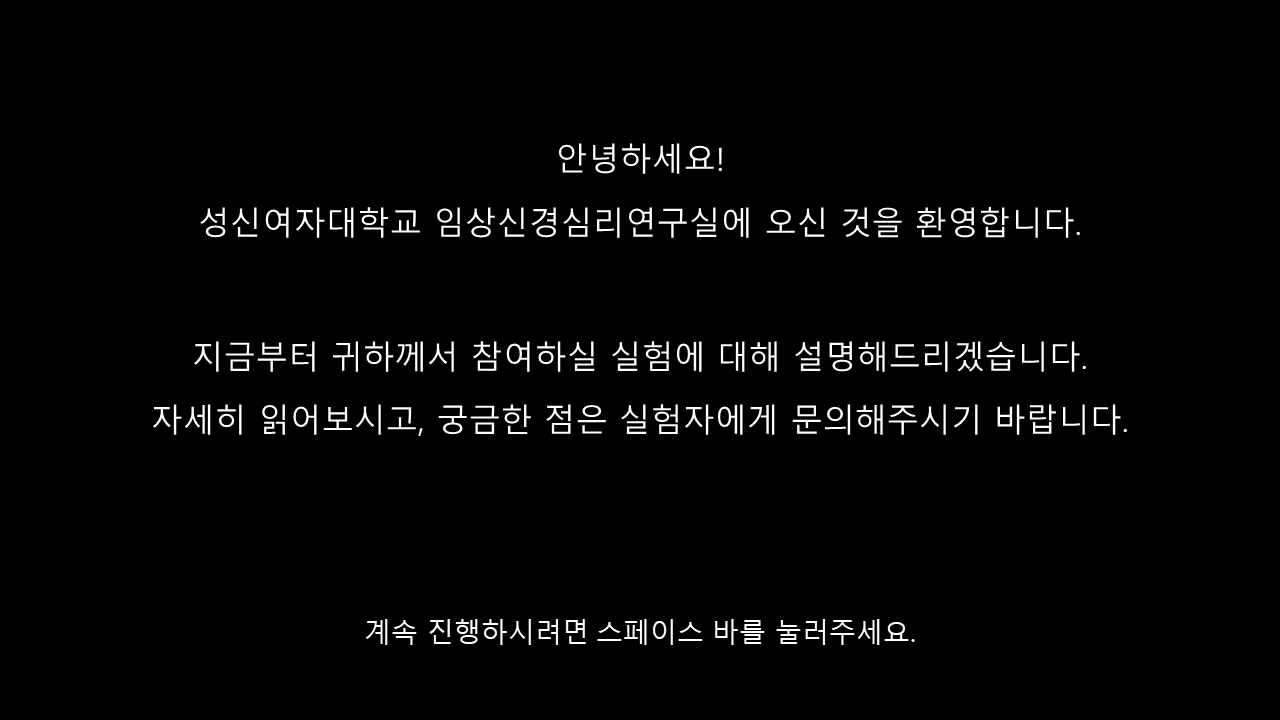 안녕하세요!
성신여자대학교 임상신경심리연구실에 오신 것을 환영합니다.
지금부터 귀하께서 참여하실 실험에 대해 설명해드리겠습니다.
자세히 읽어보시고, 궁금한 점은 실험자에게 문의해주시기 바랍니다.
계속 진행하시려면 스페이스 바를 눌러주세요.